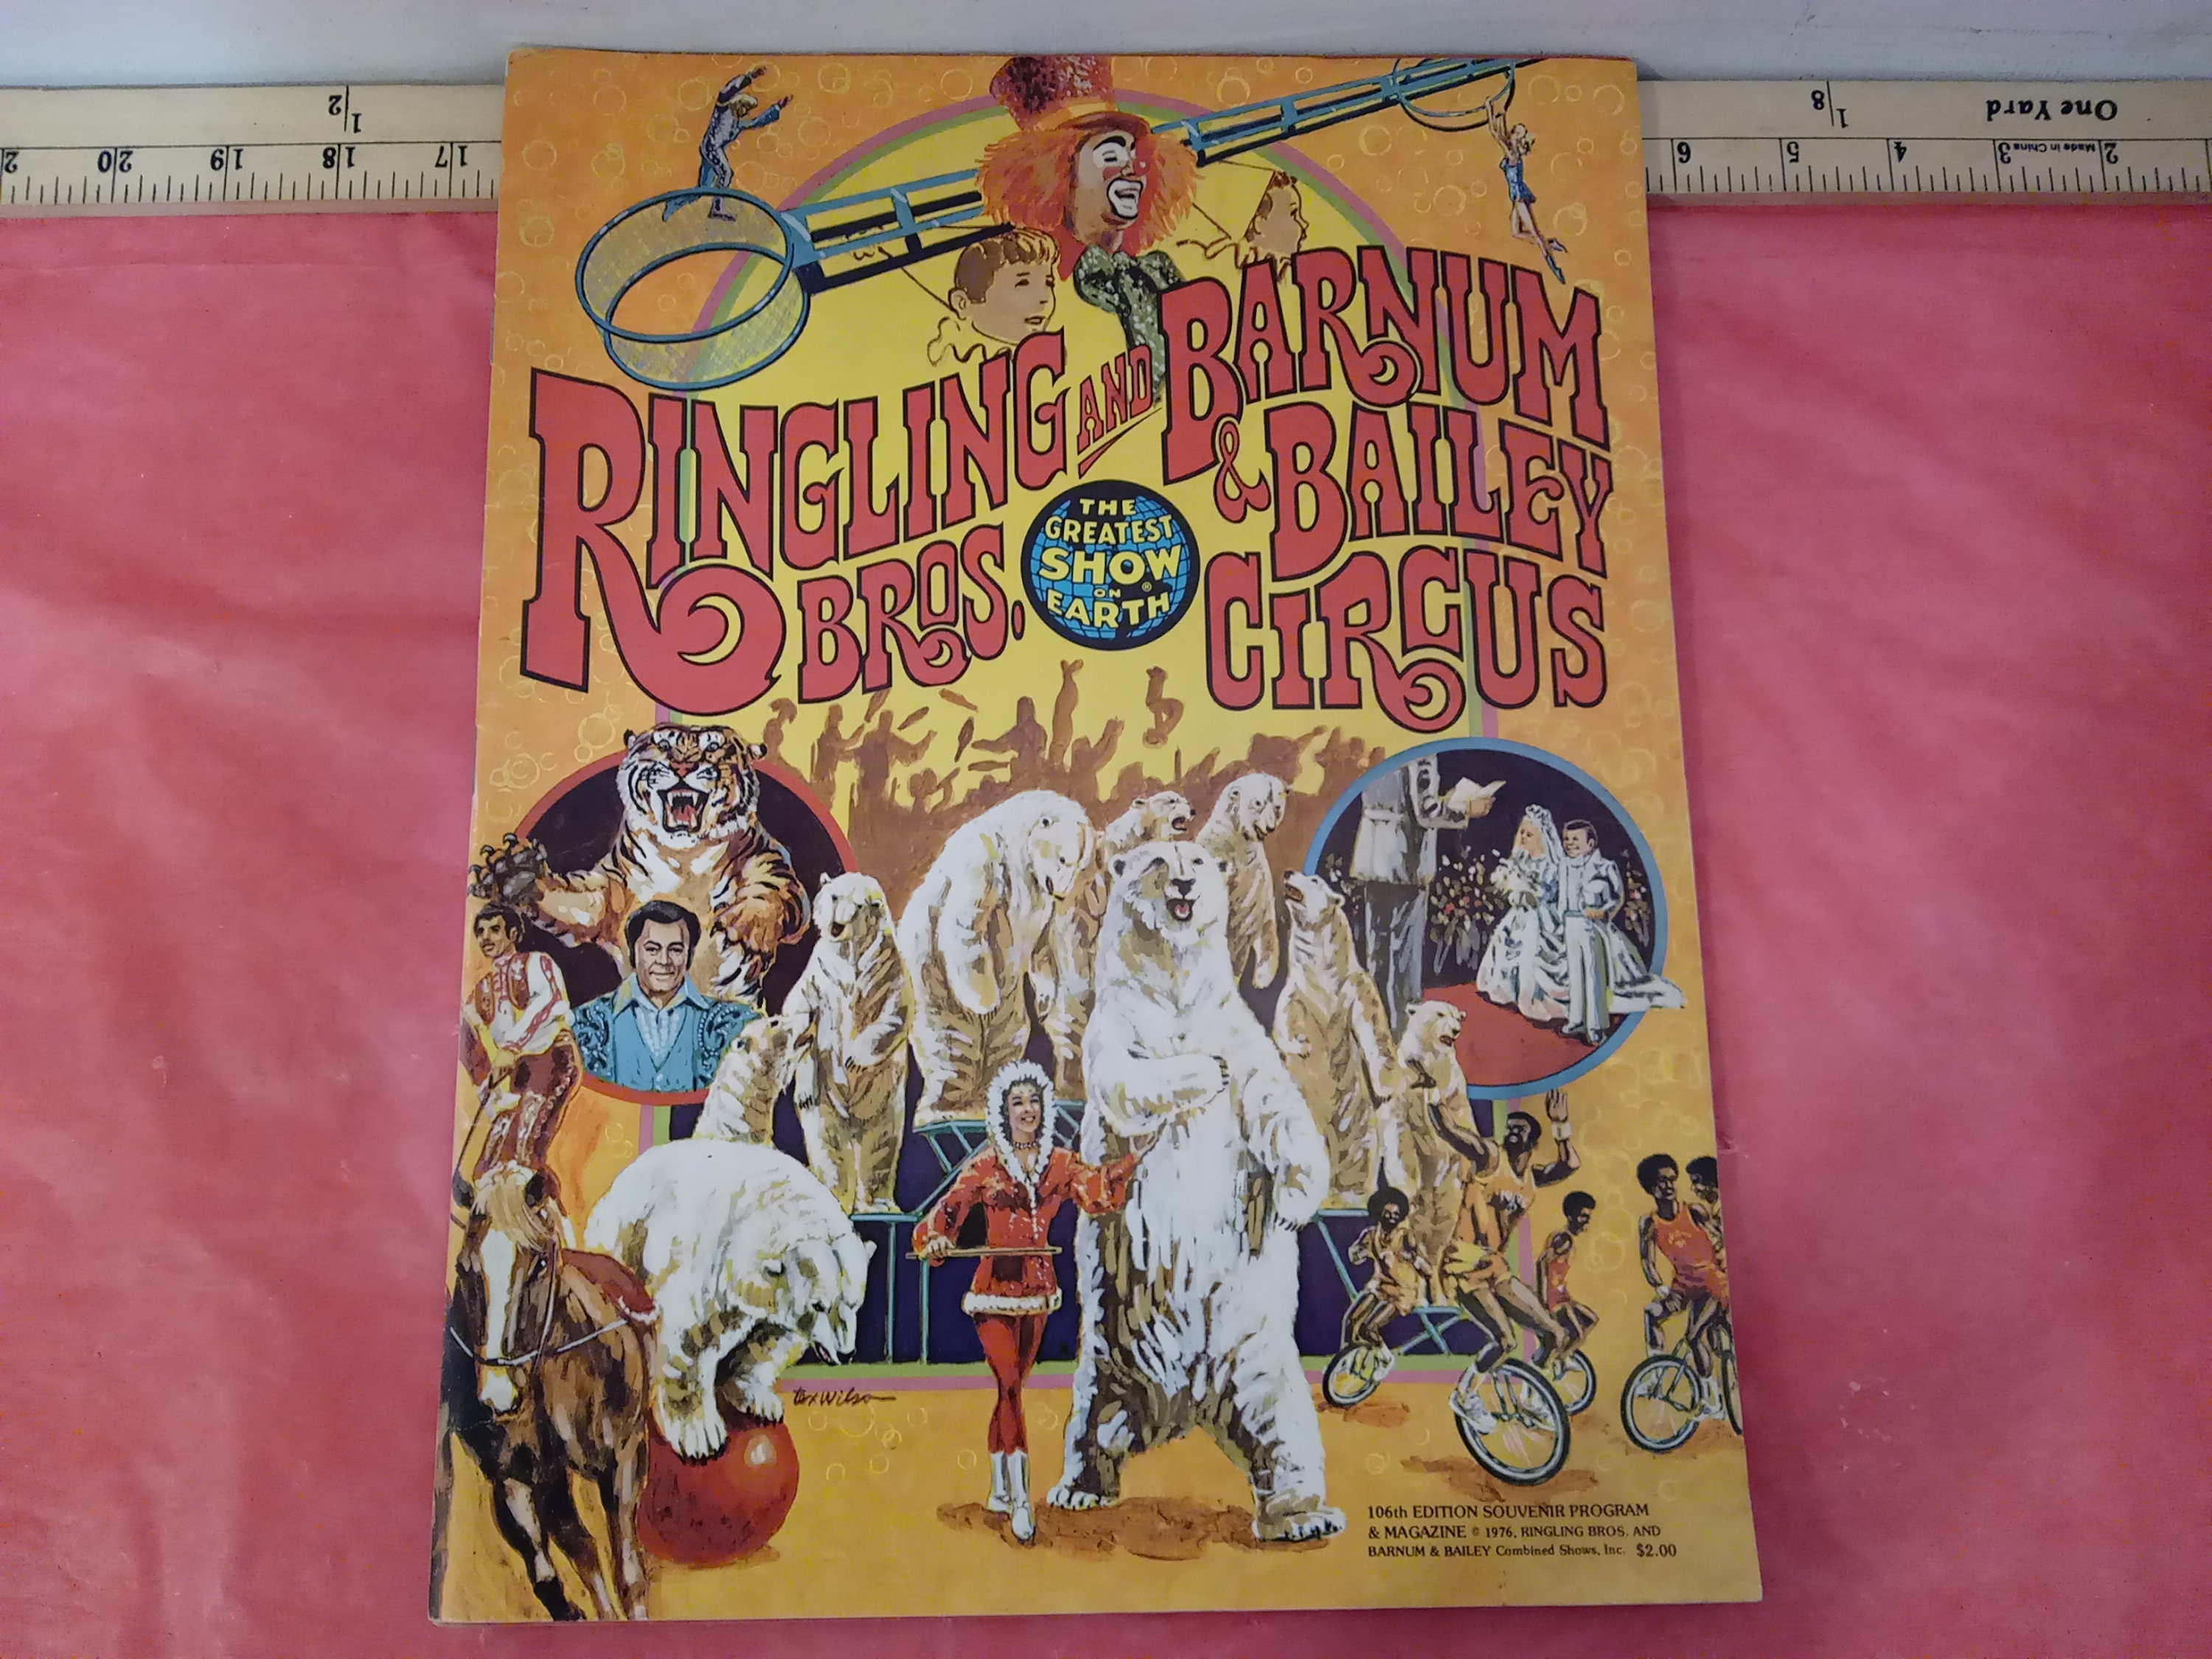 2 1 8 1 One Yard
2 20 19 18 17 6 5 4 3 Made in China 2
RINGLING AND BARNUM
BROS. & BAILEY
CIRCUS
THE
GREATEST
SHOW
ON ®
EARTH
Tex Wilson
106th EDITION SOUVENIR PROGRAM
& MAGAZINE © 1976, RINGLING BROS. AND
BARNUM & BAILEY Combined Shows, Inc. $2.00